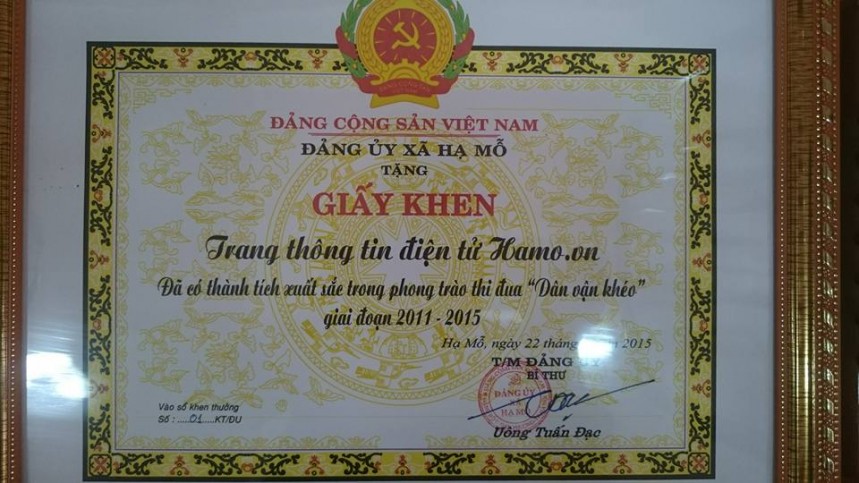 ĐẢNG CỘNG SẢN VIỆT NAM
ĐẢNG ỦY XÃ HẠ MỖ
TẶNG
GIẤY KHEN
Trang thông tin điện tử Hamo.vn
Đã có thành tích xuất sắc trong phong trào thi đua "Dân vận khéo"
giai đoạn 2011 - 2015
Hạ Mỗ, ngày 22 tháng 2015
T/M ĐẢNG ỦY
BÍ THƯ
ĐẢNG ỦY
XÃ
HẠ MỖ
Uông Tuấn Đạc
Vào sổ khen thưởng
Số : .....01.....KT/ĐU